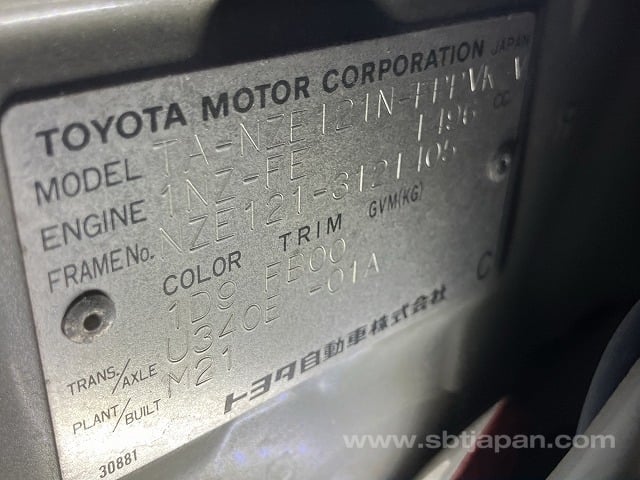 TOYOTA MOTOR CORPORATION JAPAN
MODEL TA-NZE121N-FEPVK V
ENGINE 1NZ-FE 1496 CC
FRAME No. NZE121-3121105
COLOR TRIM GVM(KG)
1D9 FB00
TRANS./AXLE U340E -01A C
PLANT/BUILT M21
トヨタ自動車株式会社
30881
www.sbtjapan.com